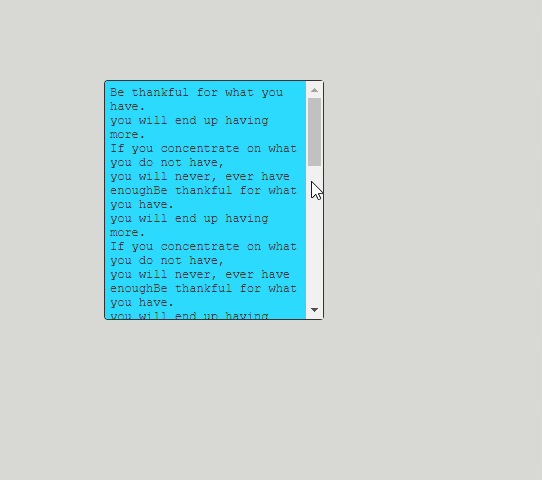 Be thankful for what you
have.
you will end up having
more.
If you concentrate on what
you do not have,
you will never, ever have
enoughBe thankful for what
you have.
you will end up having
more.
If you concentrate on what
you do not have,
you will never, ever have
enoughBe thankful for what
you have.
you will end up having